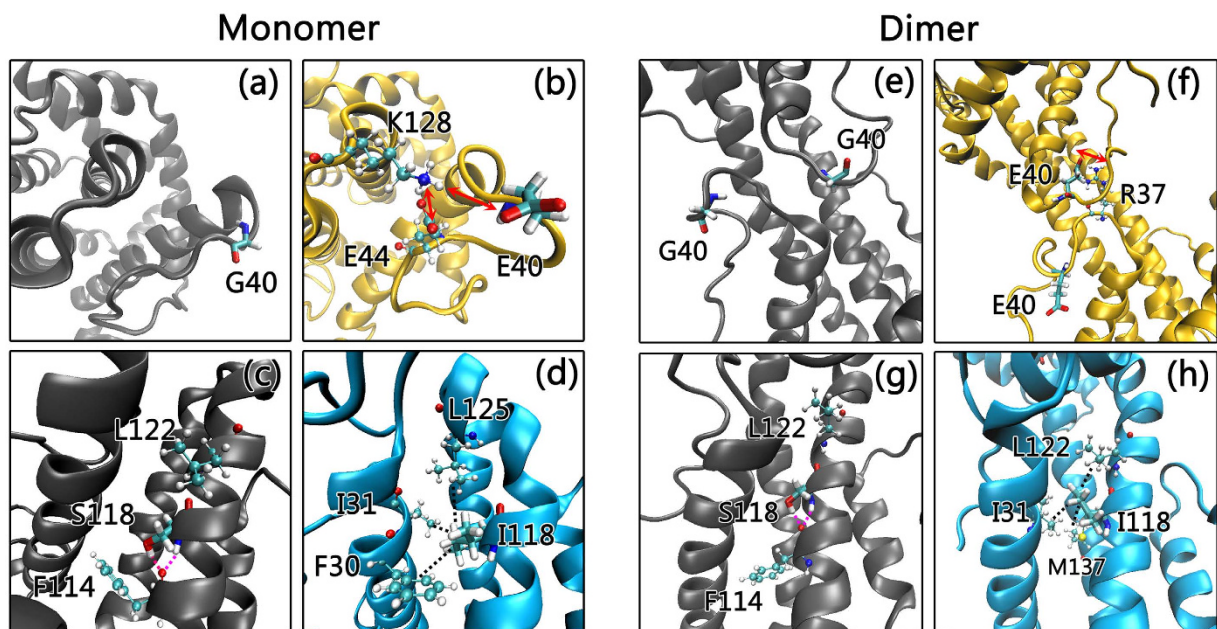 Monomer
Dimer
(a)
G40
(b)
K128
E44
E40
(c)
L122
S118
F114
(d)
L125
I31
I118
F30
(e)
G40
G40
(f)
E40
R37
E40
(g)
L122
S118
F114
(h)
L122
I31
I118
M137